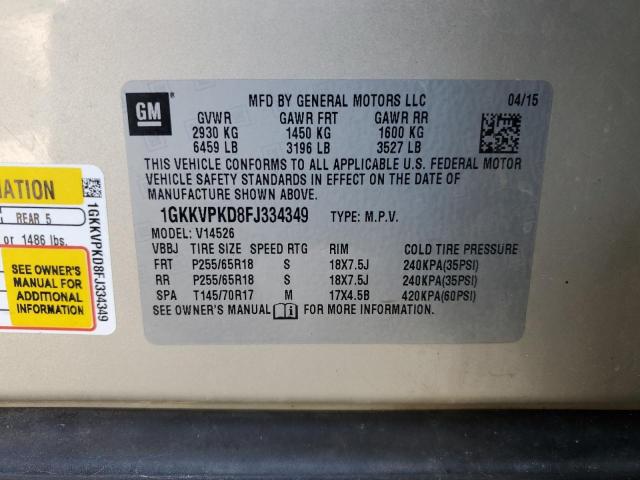 GM
MFD BY GENERAL MOTORS LLC 04/15
GVWR GAWR FRT GAWR RR
2930 KG 1450 KG 1600 KG
6459 LB 3196 LB 3527 LB
THIS VEHICLE CONFORMS TO ALL APPLICABLE U.S. FEDERAL MOTOR
VEHICLE SAFETY STANDARDS IN EFFECT ON THE DATE OF
MANUFACTURE SHOWN ABOVE.
1GKKVPKD8FJ334349 TYPE: M.P.V.
MODEL: V14526
VBBJ TIRE SIZE SPEED RTG RIM COLD TIRE PRESSURE
FRT P255/65R18 S 18X7.5J 240KPA(35PSI)
RR P255/65R18 S 18X7.5J 240KPA(35PSI)
SPA T145/70R17 M 17X4.5B 420KPA(60PSI)
SEE OWNER'S MANUAL i FOR MORE INFORMATION.
MATION
REAR 5
or 1486 lbs.
SEE OWNER'S
MANUAL FOR
ADDITIONAL
INFORMATION
1GKKVPKD8FJ334349